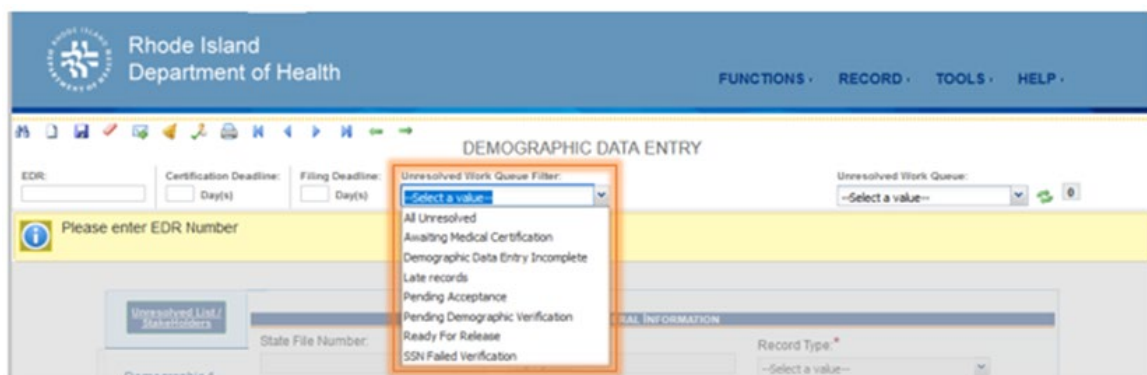 Rhode Island
Department of Health
FUNCTIONS
RECORD
TOOLS
HELP
DEMOGRAPHIC DATA ENTRY
EDR:
Certification Deadline:
Day(s)
Filing Deadline:
Day(s)
Unresolved Work Queue Filter:
--Select a value--
Unresolved Work Queue:
--Select a value--
0
All Unresolved
Awaiting Medical Certification
Demographic Data Entry Incomplete
Late records
Pending Acceptance
Pending Demographic Verification
Ready For Release
SSN Failed Verification
Please enter EDR Number
Unresolved List /
StakeHolders
INFORMATION
State File Number:
Record Type:*
--Select a value--